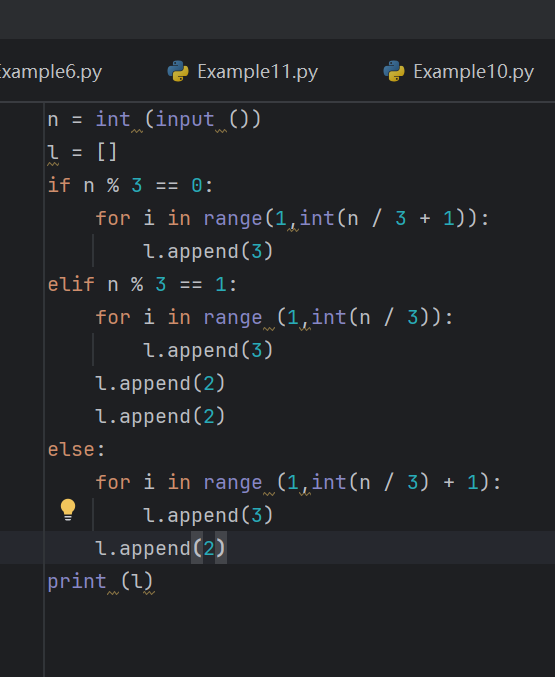 xample6.py Example11.py Example10.py
n = int (input ())
l = []
if n % 3 == 0:
    for i in range(1,int(n / 3 + 1)):
        l.append(3)
elif n % 3 == 1:
    for i in range (1,int(n / 3)):
        l.append(3)
    l.append(2)
    l.append(2)
else:
    for i in range (1,int(n / 3) + 1):
        l.append(3)
    l.append(2)
print (l)